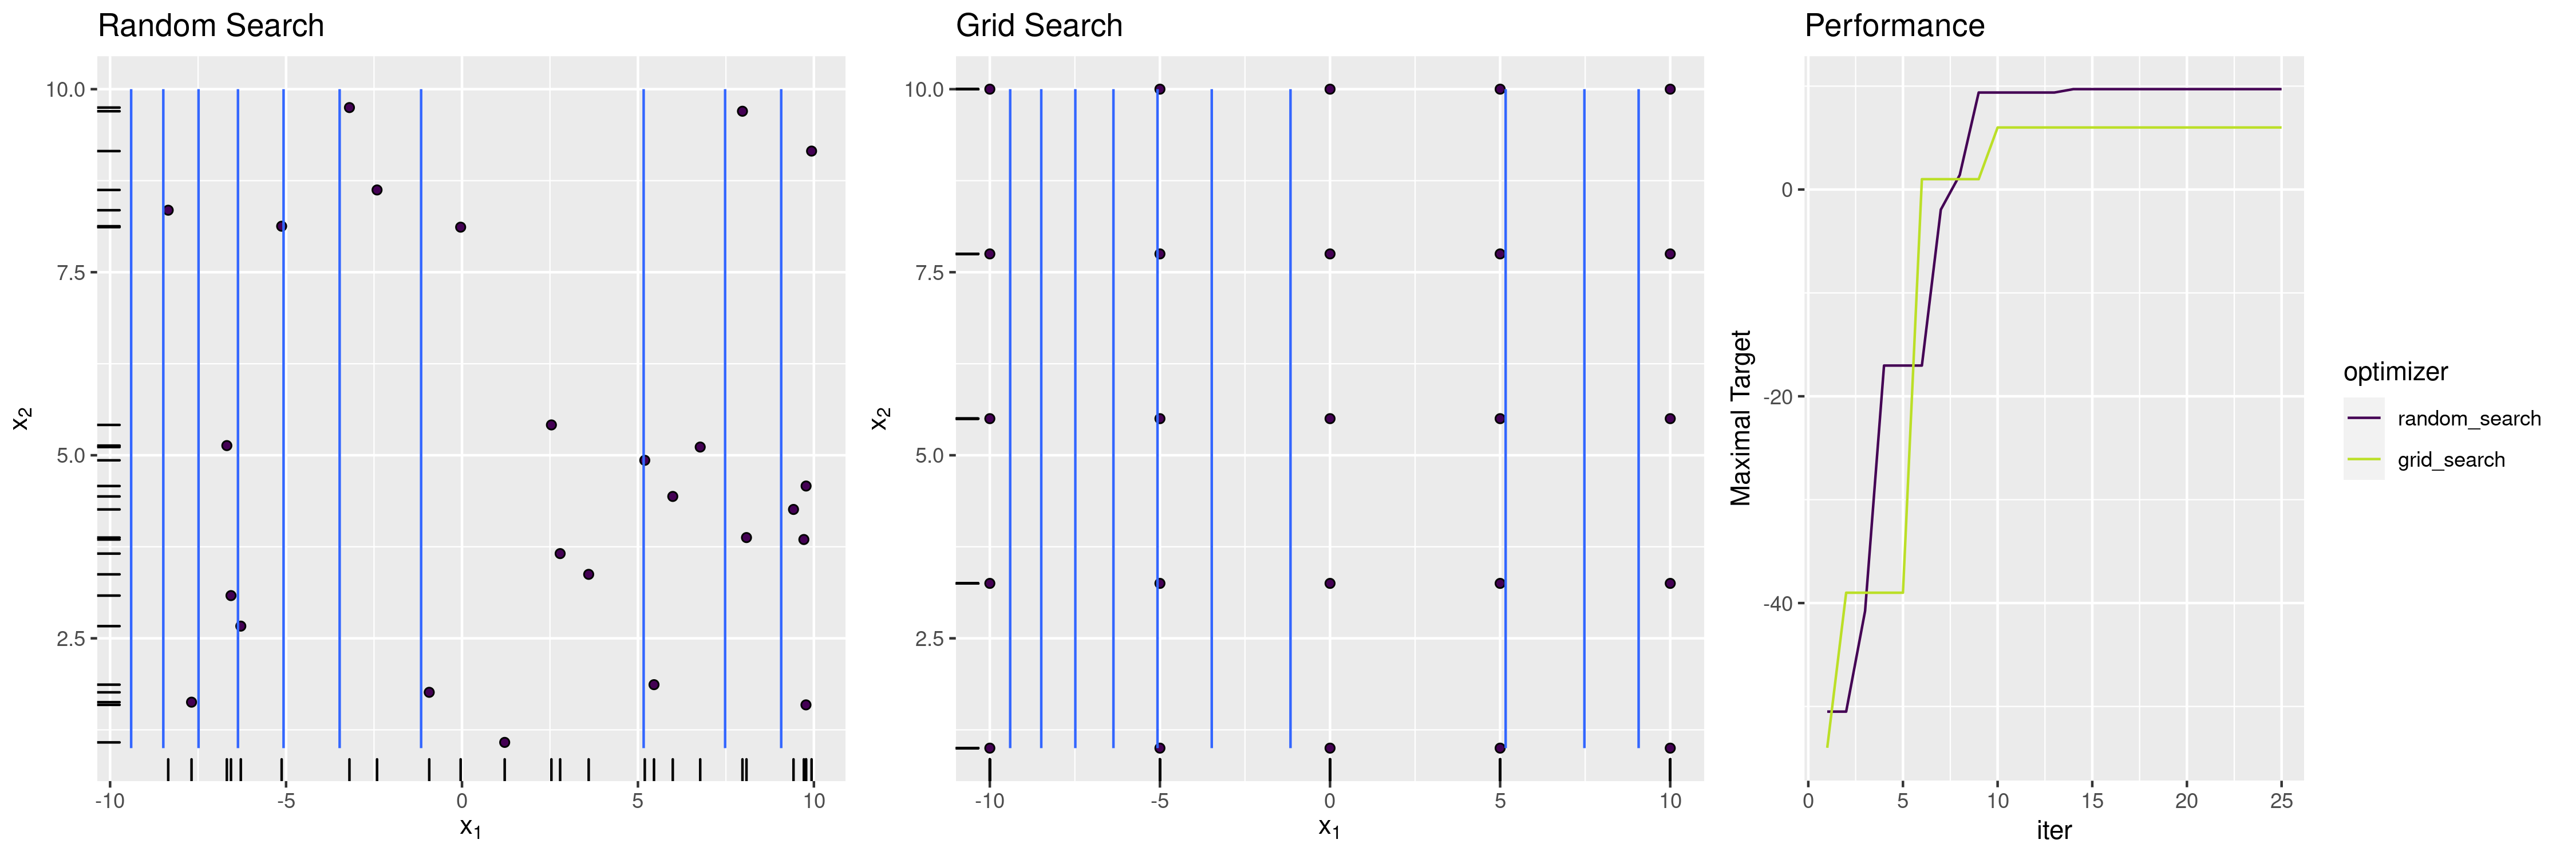 Random Search
10.0
7.5
5.0
2.5
x2
-10 -5 0 5 10
x1
Grid Search
10.0
7.5
5.0
2.5
x2
-10 -5 0 5 10
x1
Performance
0
-20
-40
Maximal Target
0 5 10 15 20 25
iter
optimizer
random_search
grid_search